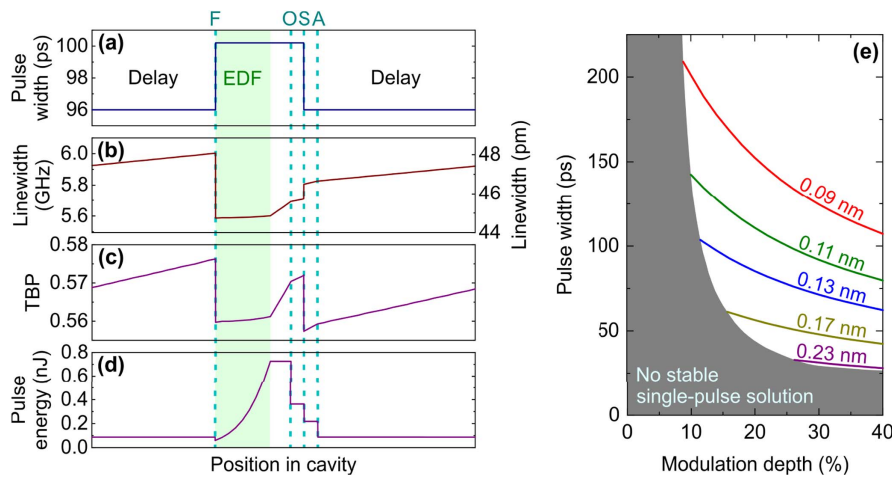 F O S A
(a)
Pulse
width (ps)
100
98
96
Delay
EDF
Delay
(b)
Linewidth
(GHz)
6.0
5.8
5.6
48
46
44
Linewidth (pm)
(c)
TBP
0.58
0.57
0.56
(d)
Pulse
energy (nJ)
0.8
0.6
0.4
0.2
0.0
Position in cavity
(e)
Pulse width (ps)
200
150
100
50
0
0.09 nm
0.11 nm
0.13 nm
0.17 nm
0.23 nm
No stable
single-pulse solution
0 10 20 30 40
Modulation depth (%)